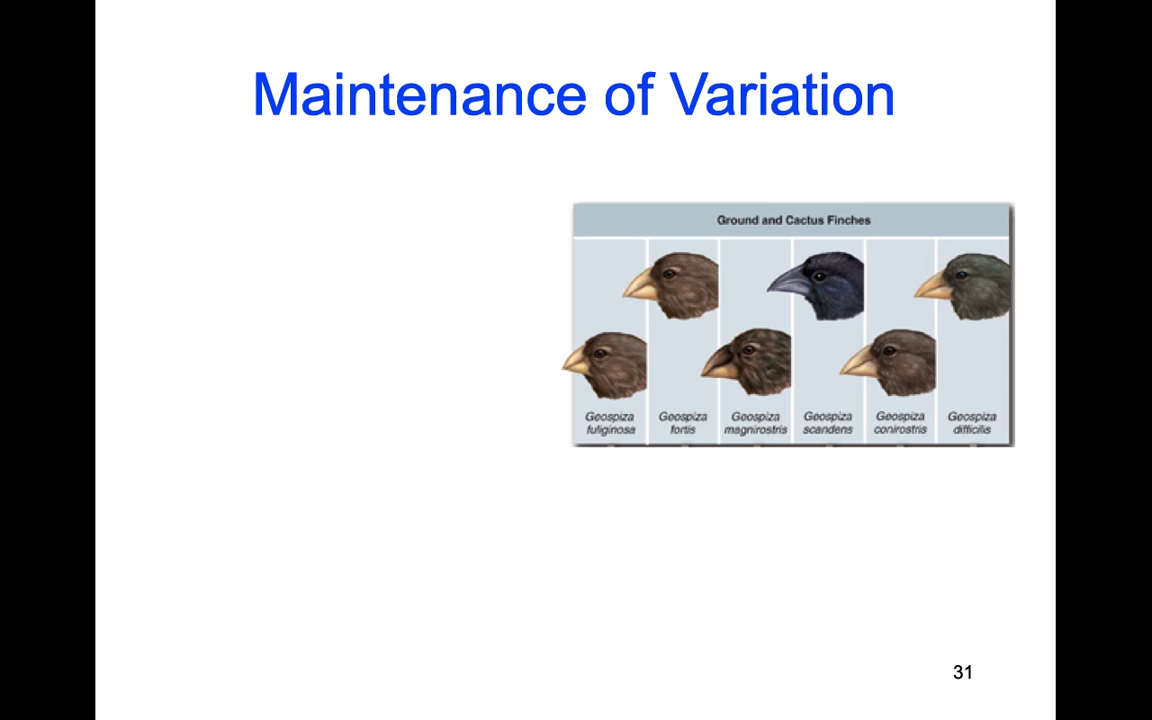 Maintenance of Variation
Ground and Cactus Finches
Geospiza fuliginosa
Geospiza fortis
Geospiza magnirostris
Geospiza scandens
Geospiza conirostris
Geospiza difficilis
31